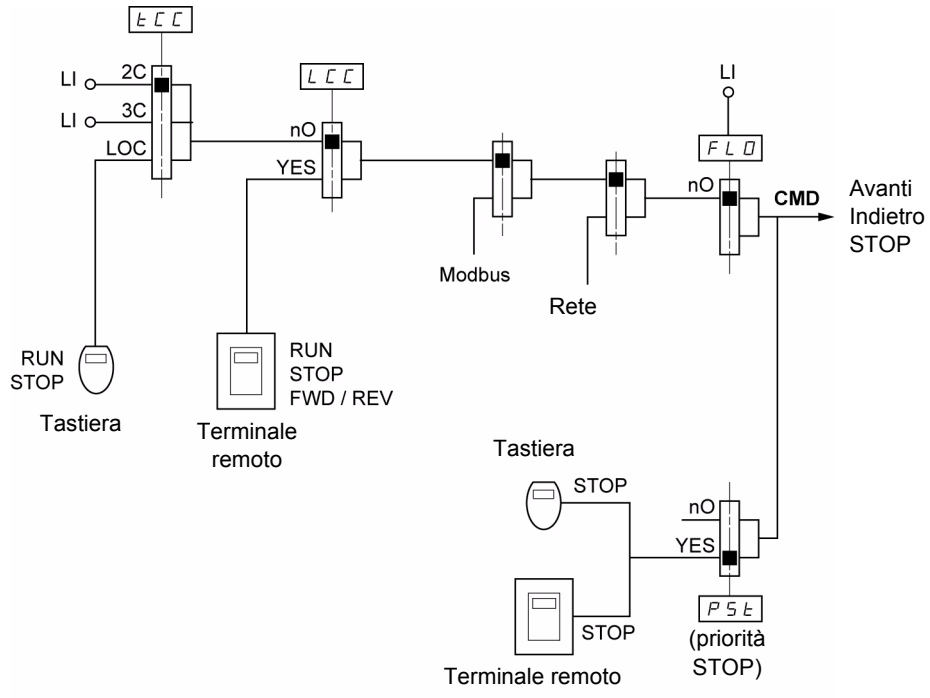 tCC
LI
2C
LI
3C
LOC
LCC
nO
YES
LI
FLO
nO
CMD
Avanti
Indietro
STOP
Modbus
Rete
RUN
STOP
Tastiera
RUN
STOP
FWD / REV
Terminale
remoto
Tastiera
STOP
nO
YES
STOP
Terminale remoto
PSt
(priorità
STOP)